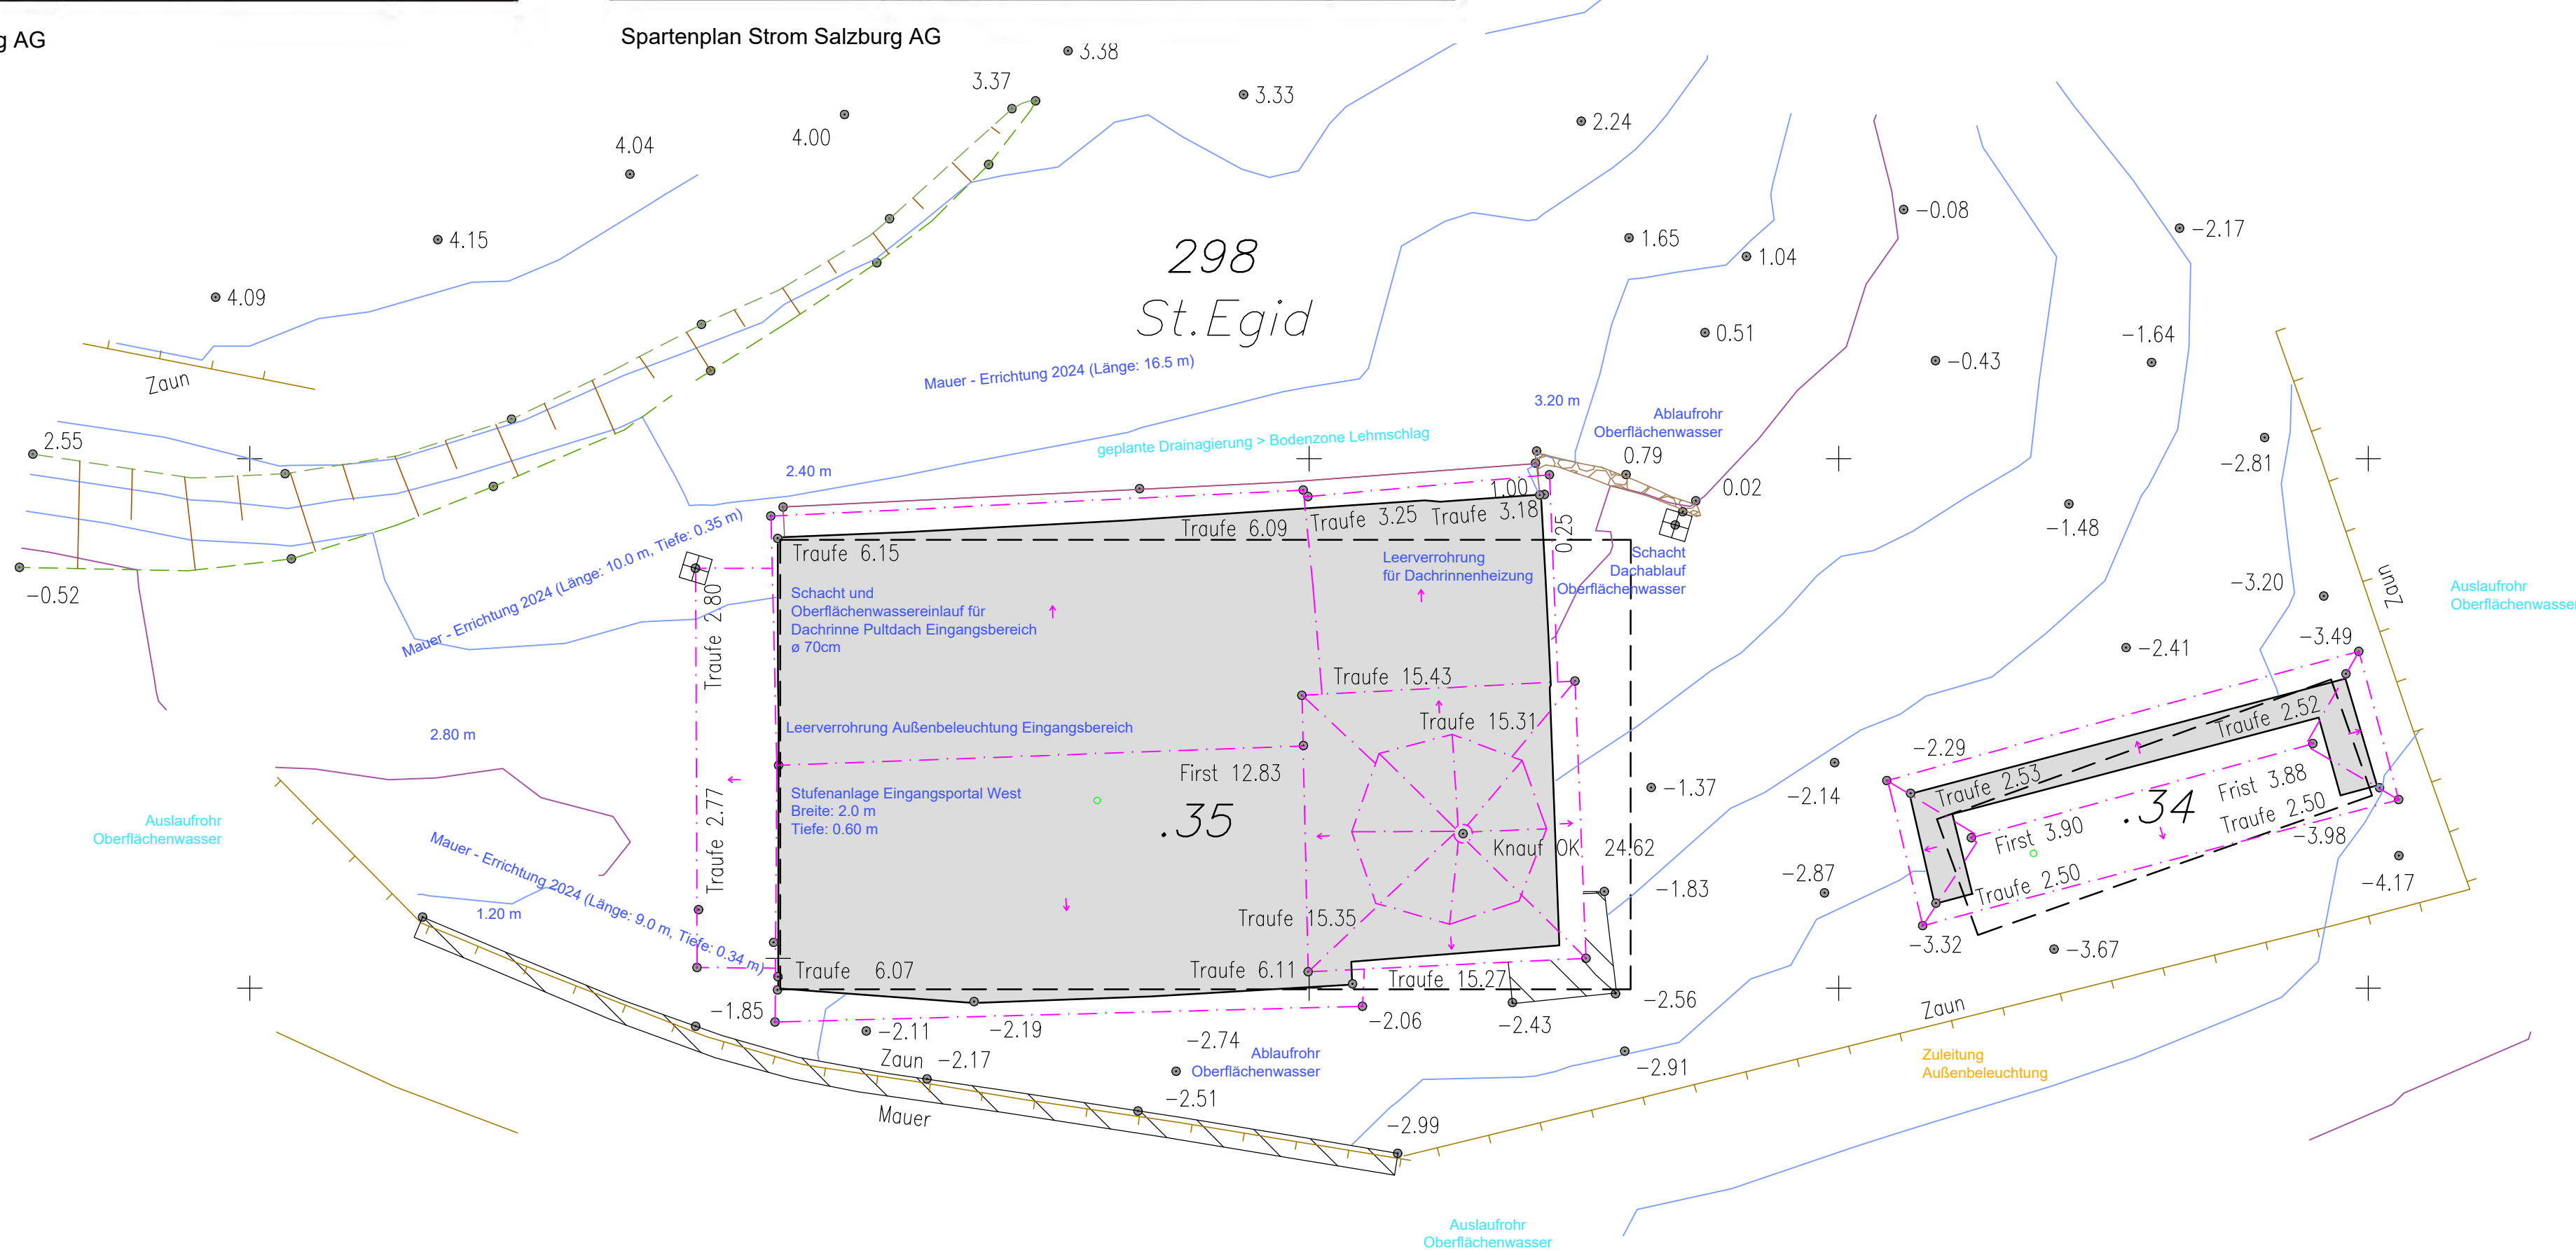 g AG
Spartenplan Strom Salzburg AG
3.38
3.37
3.33
4.00
2.24
4.04
4.15
4.09
-0.08
-2.17
1.65
1.04
298
St.Egid
0.51
-0.43
-1.64
Zaun
Mauer - Errichtung 2024 (Länge: 16.5 m)
3.20 m
Ablaufrohr
Oberflächenwasser
2.55
geplante Drainagierung > Bodenzone Lehmschlag
0.79
-2.81
2.40 m
1.00
0.02
-1.48
Mauer - Errichtung 2024 (Länge: 10.0 m, Tiefe: 0.35 m)
Traufe 6.15
Traufe 6.09
Traufe 3.25
Traufe 3.18
0.25
Leerverrohrung
für Dachrinnenheizung
Schacht
Dachablauf
Oberflächenwasser
-0.52
Traufe 2.80
Schacht und
Oberflächenwassereinlauf für
Dachrinne Pultdach Eingangsbereich
ø 70cm
-3.20
Zaun
Auslaufrohr
Oberflächenwasser
-2.41
-3.49
Traufe 15.43
Traufe 15.31
2.80 m
Leerverrohrung Außenbeleuchtung Eingangsbereich
First 12.83
Traufe 2.77
Stufenanlage Eingangsportal West
Breite: 2.0 m
Tiefe: 0.60 m
.35
Knauf OK 24.62
-1.37
-2.14
-2.29
Traufe 2.53
Traufe 2.52
.34
Frist 3.88
First 3.90
Traufe 2.50
-3.98
Traufe 2.50
-4.17
Auslaufrohr
Oberflächenwasser
Mauer - Errichtung 2024 (Länge: 9.0 m, Tiefe: 0.34 m)
1.20 m
-1.83
-2.87
-3.32
-3.67
Traufe 15.35
Traufe 6.07
Traufe 6.11
Traufe 15.27
-1.85
-2.11
-2.19
-2.74
-2.06
-2.43
-2.56
Zaun
-2.17
Ablaufrohr
Oberflächenwasser
-2.51
-2.91
-2.99
Mauer
Zaun
Zuleitung
Außenbeleuchtung
Auslaufrohr
Oberflächenwasser